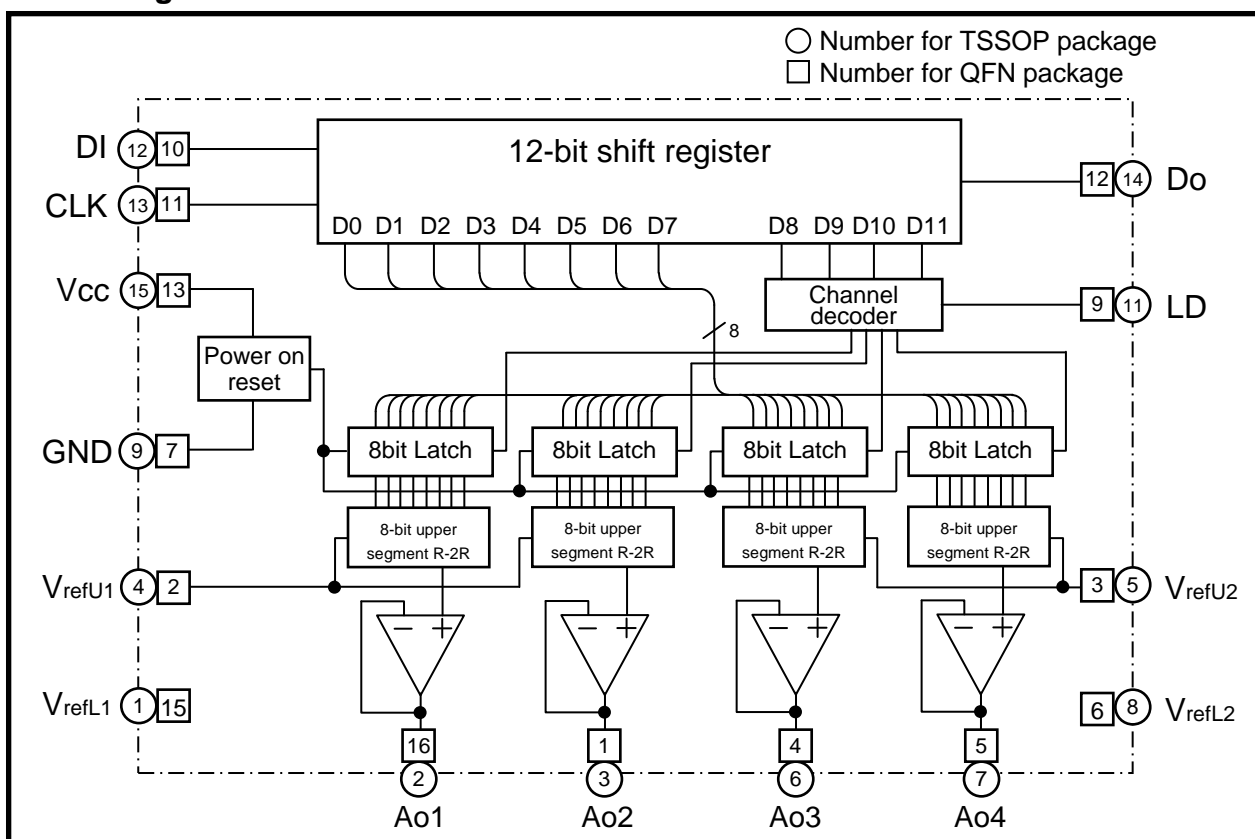 Number for TSSOP package
Number for QFN package
DI 12 10
12-bit shift register
12 14 Do
CLK 13 11
D0 D1 D2 D3 D4 D5 D6 D7 D8 D9 D10 D11
Vcc 15 13
Channel
decoder
9 11 LD
8
Power on
reset
GND 9 7
8bit Latch 8bit Latch 8bit Latch 8bit Latch
8-bit upper
segment R-2R
8-bit upper
segment R-2R
8-bit upper
segment R-2R
8-bit upper
segment R-2R
VrefU1 4 2
3 5 VrefU2
− + − + − + − +
VrefL1 1 15
6 8 VrefL2
16 1 4 5
2 3 6 7
Ao1 Ao2 Ao3 Ao4